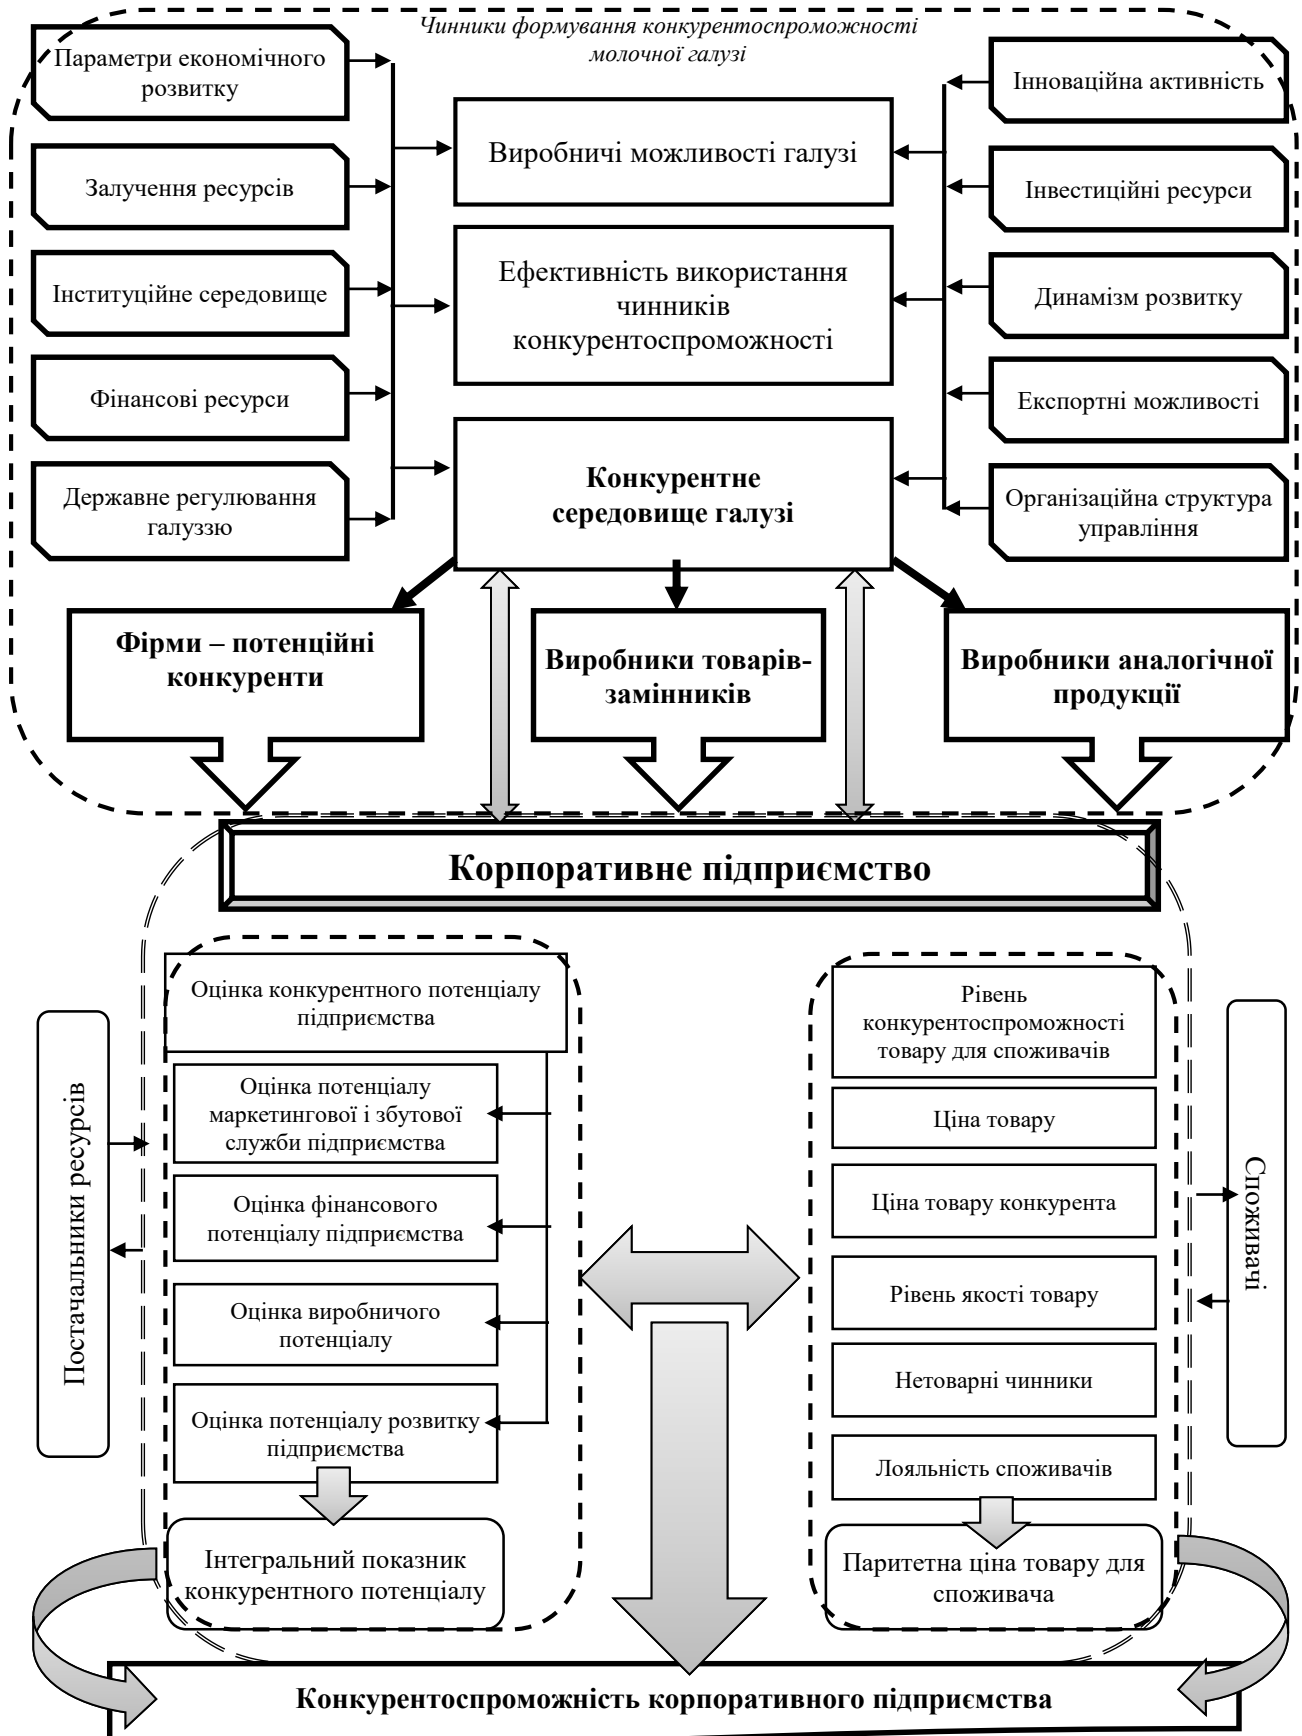 Чинники формування конкурентоспроможності
молочної галузі
Параметри економічного
розвитку
Залучення ресурсів
Інституційне середовище
Фінансові ресурси
Державне регулювання
галуззю
Виробничі можливості галузі
Ефективність використання
чинників
конкурентоспроможності
Конкурентне
середовище галузі
Інноваційна активність
Інвестиційні ресурси
Динамізм розвитку
Експортні можливості
Організаційна структура
управління
Фірми – потенційні
конкуренти
Виробники товарів-
замінників
Виробники аналогічної
продукції
Корпоративне підприємство
Постачальники ресурсів
Оцінка конкурентного потенціалу
підприємства
Оцінка потенціалу
маркетингової і збутової
служби підприємства
Оцінка фінансового
потенціалу підприємства
Оцінка виробничого
потенціалу
Оцінка потенціалу розвитку
підприємства
Інтегральний показник
конкурентного потенціалу
Рівень
конкурентоспроможності
товару для споживачів
Ціна товару
Ціна товару конкурента
Рівень якості товару
Нетоварні чинники
Лояльність споживачів
Паритетна ціна товару для
споживача
Споживачі
Конкурентоспроможність корпоративного підприємства